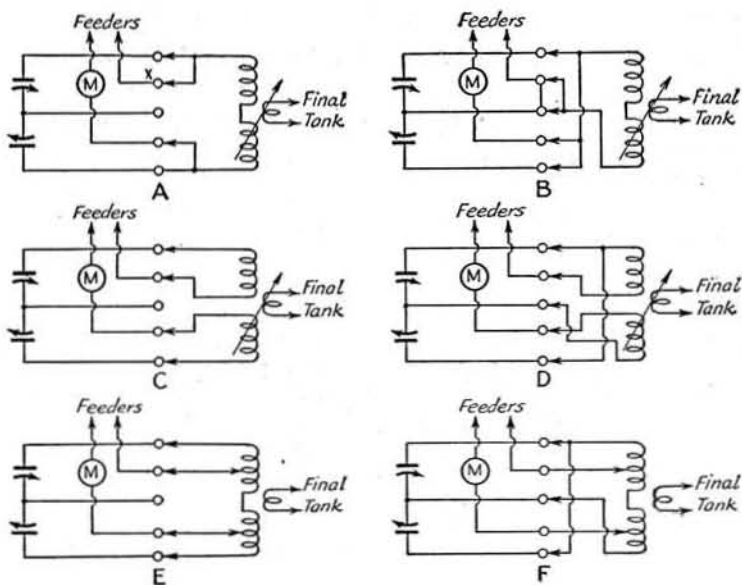 Feeders
X
M
Final
Tank
A
Feeders
M
Final
Tank
B
Feeders
M
Final
Tank
C
Feeders
M
Final
Tank
D
Feeders
M
Final
Tank
E
Feeders
M
Final
Tank
F